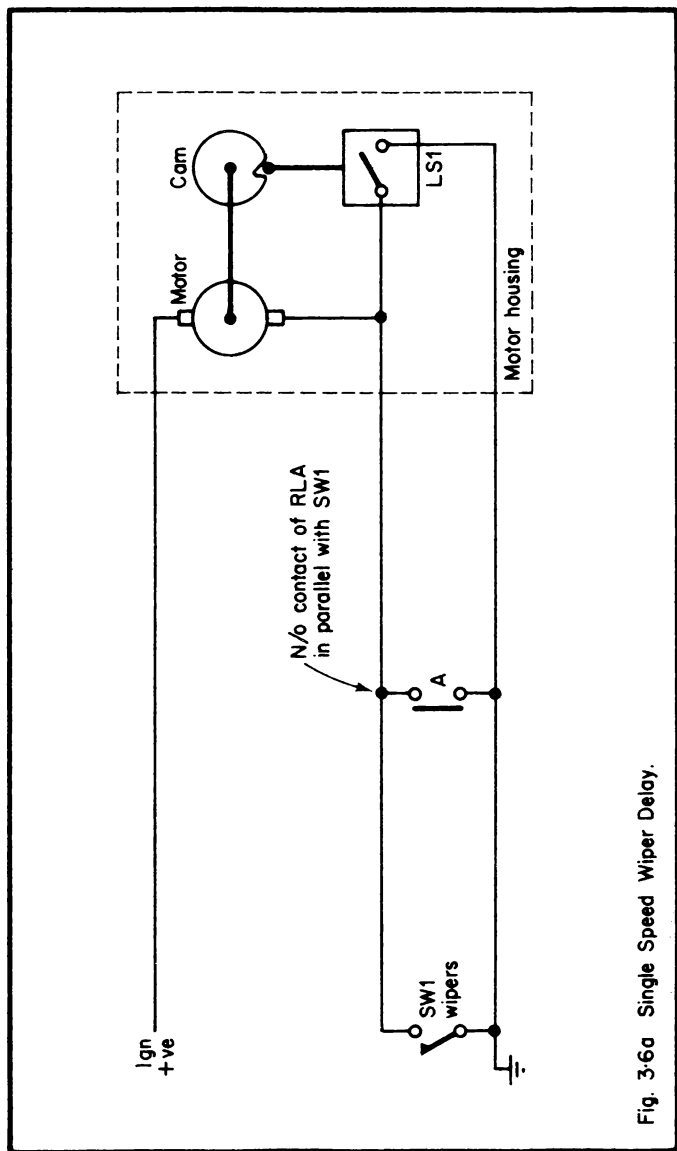 Ign
+ve
SW1
wipers
N/o contact of RLA
in parallel with SW1
A
Motor
Cam
LS1
Motor housing
Fig. 3·6a Single Speed Wiper Delay.